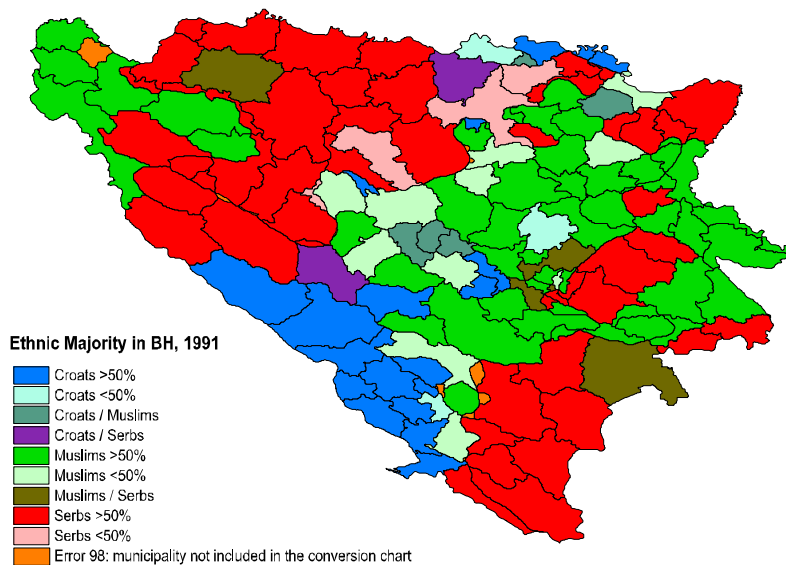 Ethnic Majority in BH, 1991
Croats >50%
Croats <50%
Croats / Muslims
Croats / Serbs
Muslims >50%
Muslims <50%
Muslims / Serbs
Serbs >50%
Serbs <50%
Error 98: municipality not included in the conversion chart